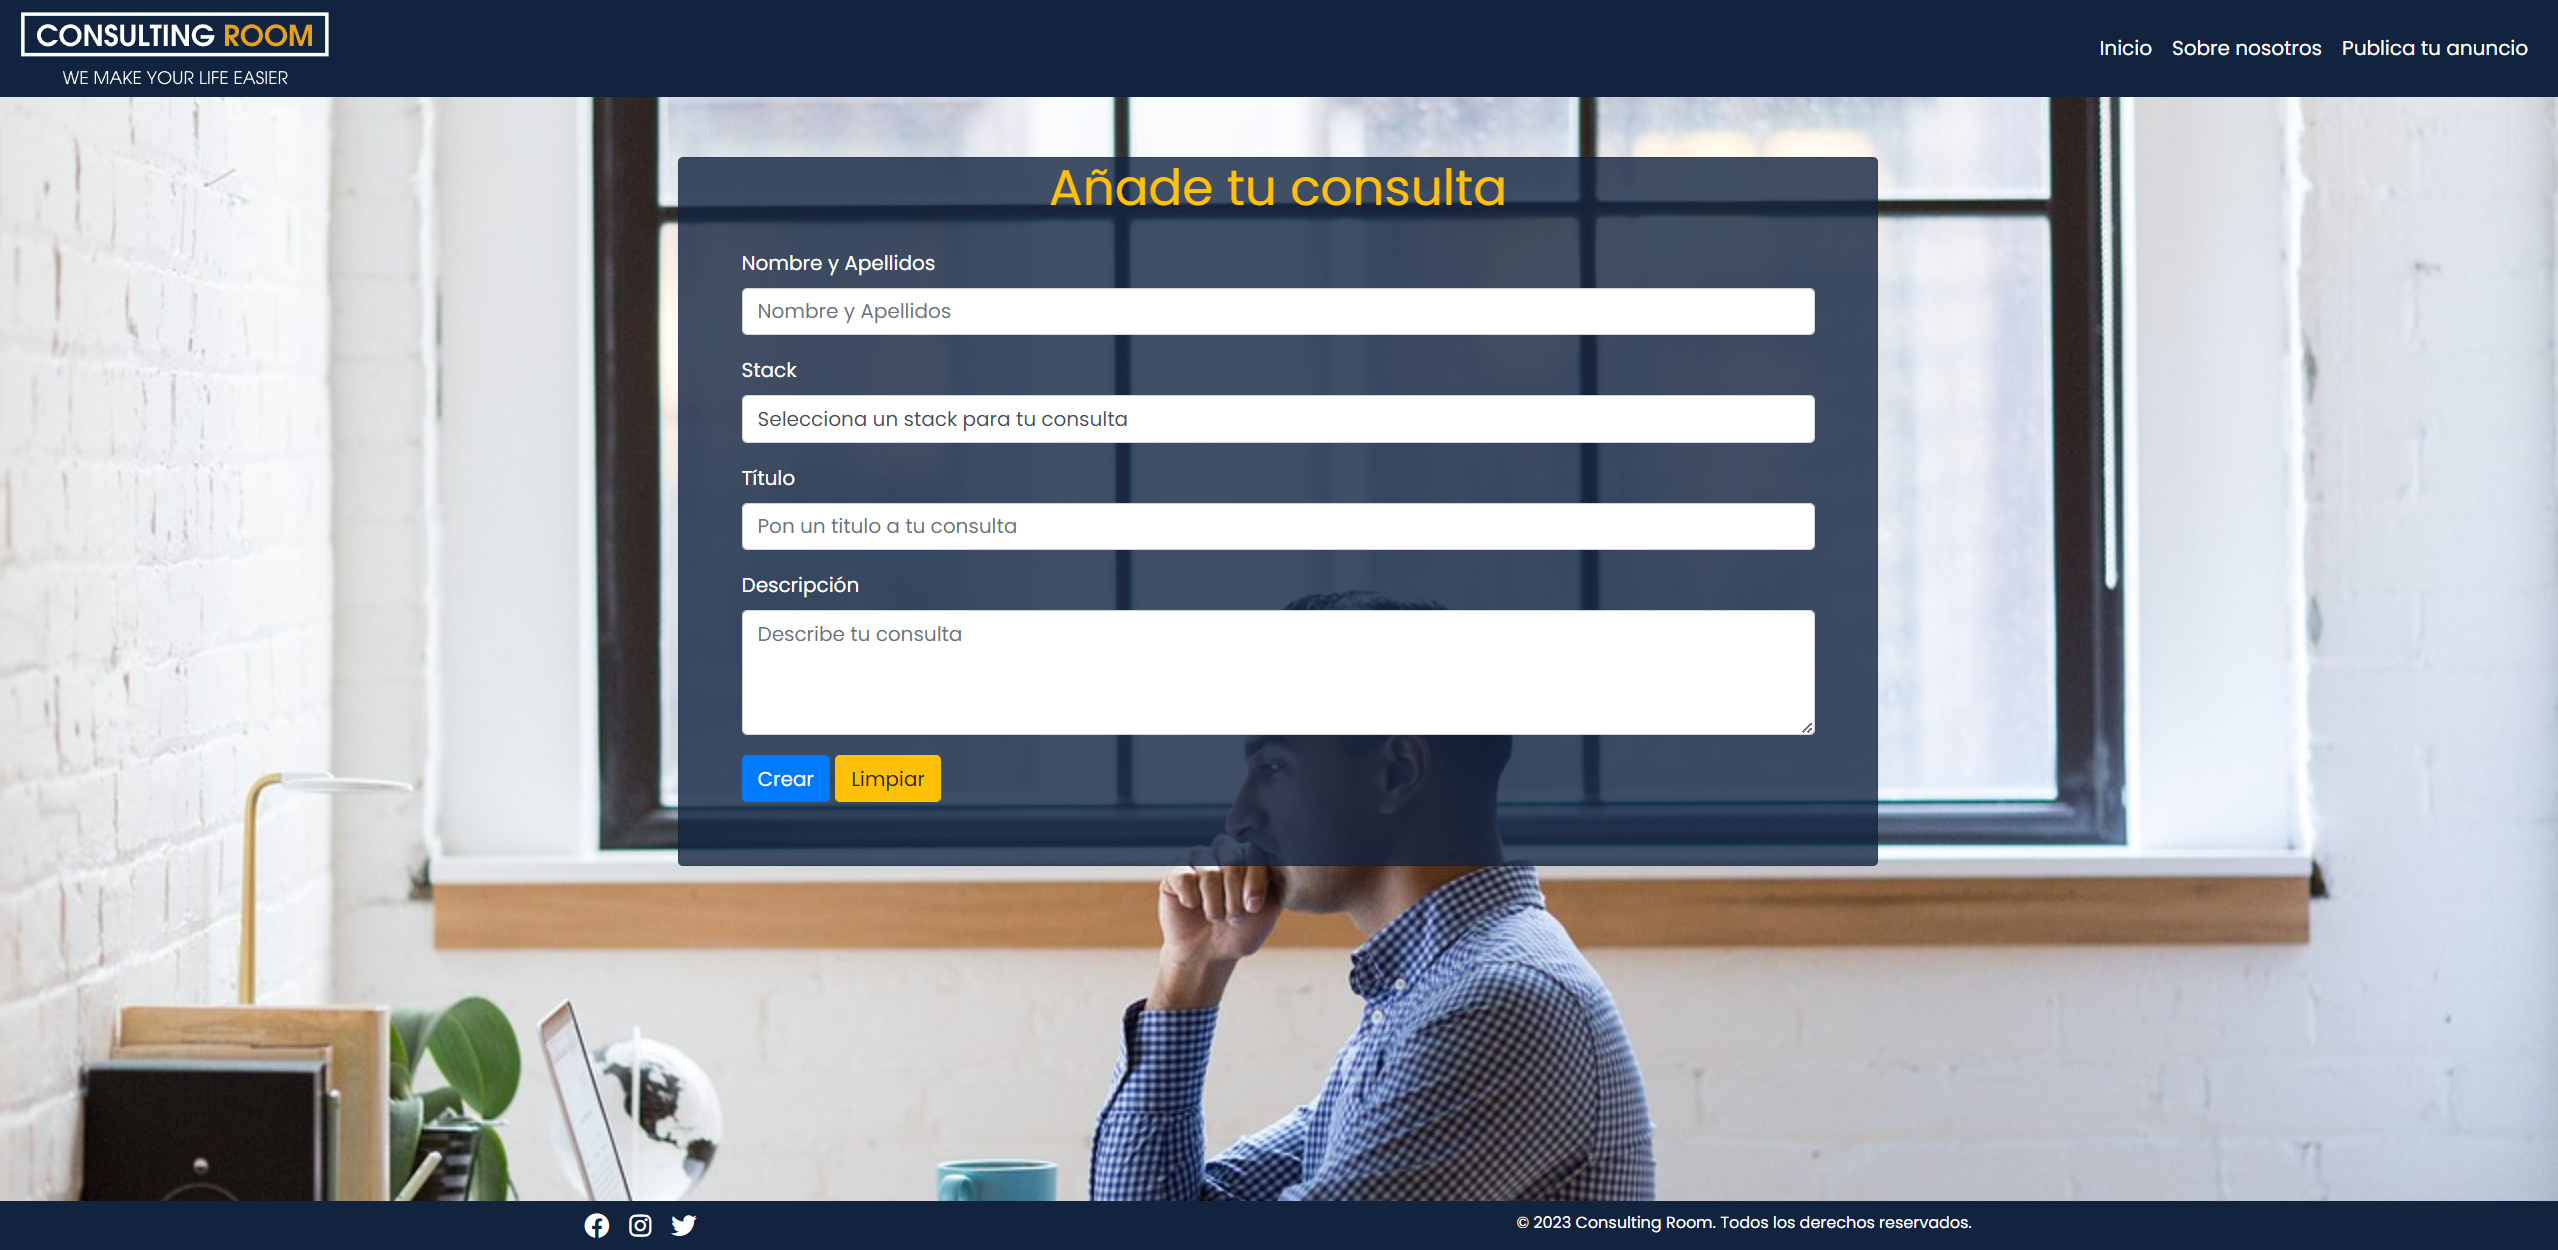 CONSULTING ROOM
WE MAKE YOUR LIFE EASIER
Inicio Sobre nosotros Publica tu anuncio
Añade tu consulta
Nombre y Apellidos
Nombre y Apellidos
Stack
Selecciona un stack para tu consulta
Título
Pon un titulo a tu consulta
Descripción
Describe tu consulta
Crear Limpiar
© 2023 Consulting Room. Todos los derechos reservados.